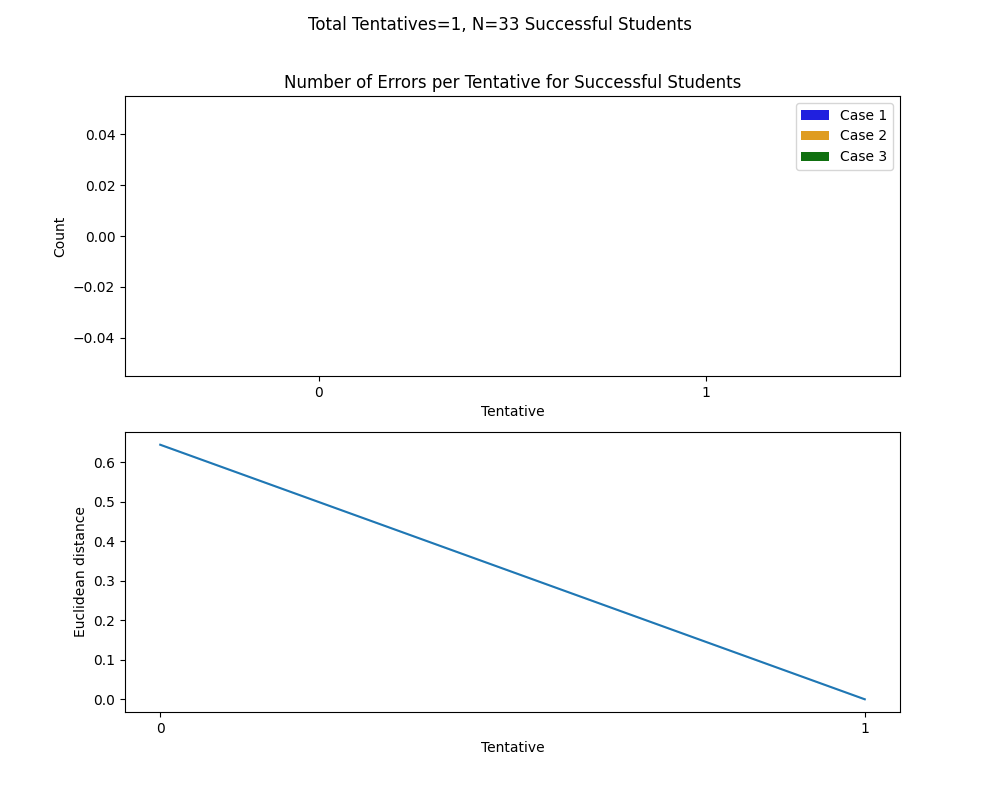 Total Tentatives=1, N=33 Successful Students
Number of Errors per Tentative for Successful Students
Case 1
Case 2
Case 3
0.04
0.02
0.00
−0.02
−0.04
Count
0 1
Tentative
0.6
0.5
0.4
0.3
0.2
0.1
0.0
Euclidean distance
0 1
Tentative